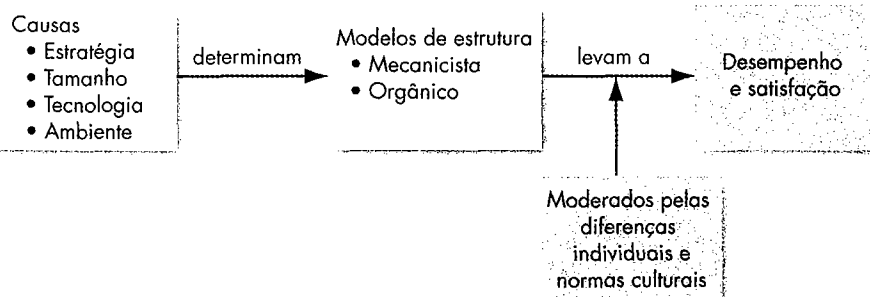 Causas
• Estratégia
• Tamanho
• Tecnologia
• Ambiente
determinam
Modelos de estrutura
• Mecanicista
• Orgânico
levam a
Desempenho
e satisfação
Moderados pelas
diferenças
individuais e
normas culturais